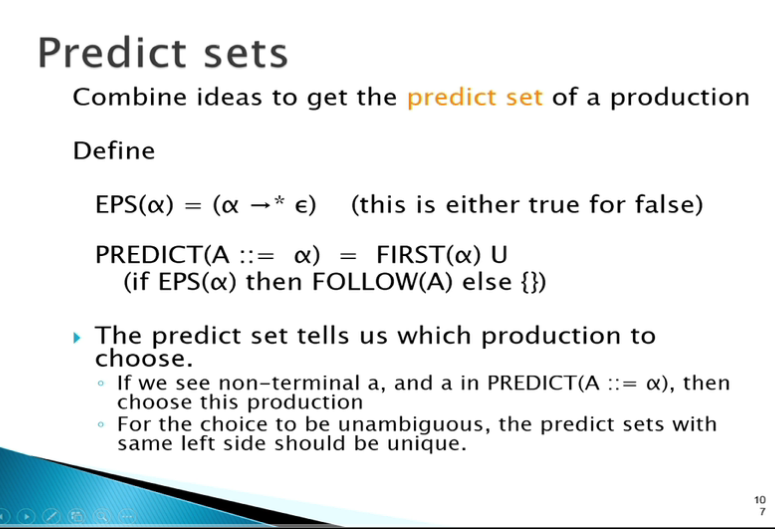 Predict sets
Combine ideas to get the predict set of a production
Define
EPS(α) = (α →* ϵ) (this is either true for false)
PREDICT(A ::= α) = FIRST(α) U
(if EPS(α) then FOLLOW(A) else {})
The predict set tells us which production to
choose.
If we see non-terminal a, and a in PREDICT(A ::= α), then
choose this production
For the choice to be unambiguous, the predict sets with
same left side should be unique.
10
7